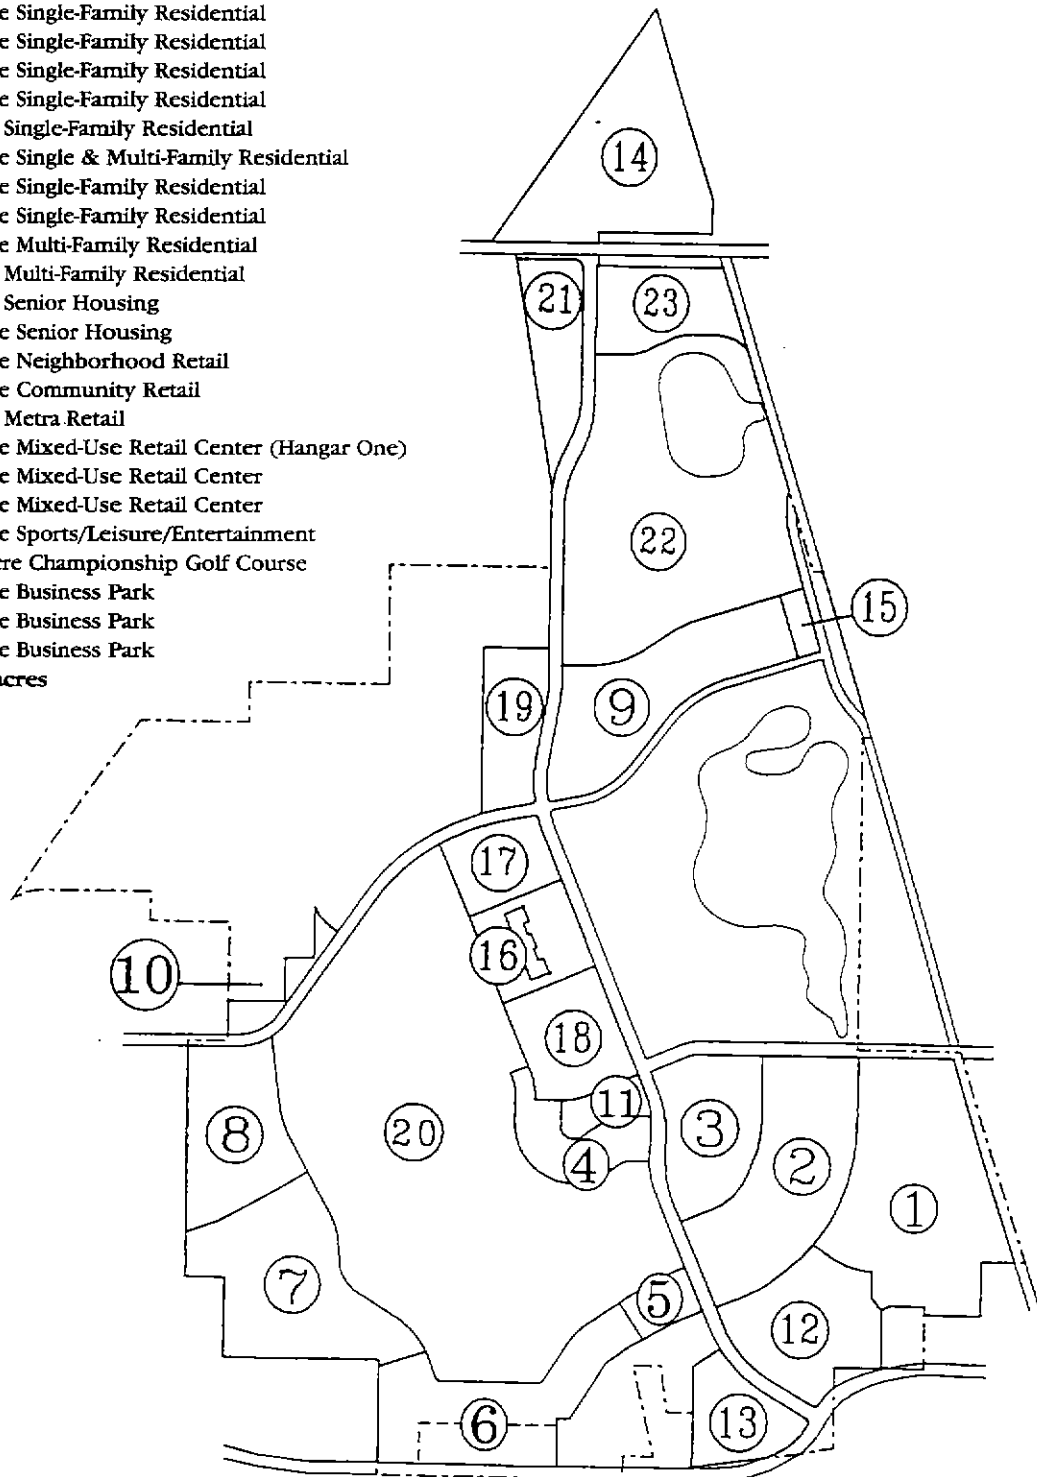 e Single-Family Residential
e Single-Family Residential
e Single-Family Residential
e Single-Family Residential
Single-Family Residential
e Single & Multi-Family Residential
e Single-Family Residential
e Single-Family Residential
e Multi-Family Residential
Multi-Family Residential
Senior Housing
e Senior Housing
e Neighborhood Retail
e Community Retail
Metra Retail
e Mixed-Use Retail Center (Hangar One)
e Mixed-Use Retail Center
e Mixed-Use Retail Center
e Sports/Leisure/Entertainment
re Championship Golf Course
e Business Park
e Business Park
e Business Park
acres
14
21
23
22
15
19
9
17
16
10
18
11
3
8
20
4
2
1
7
5
12
6
13